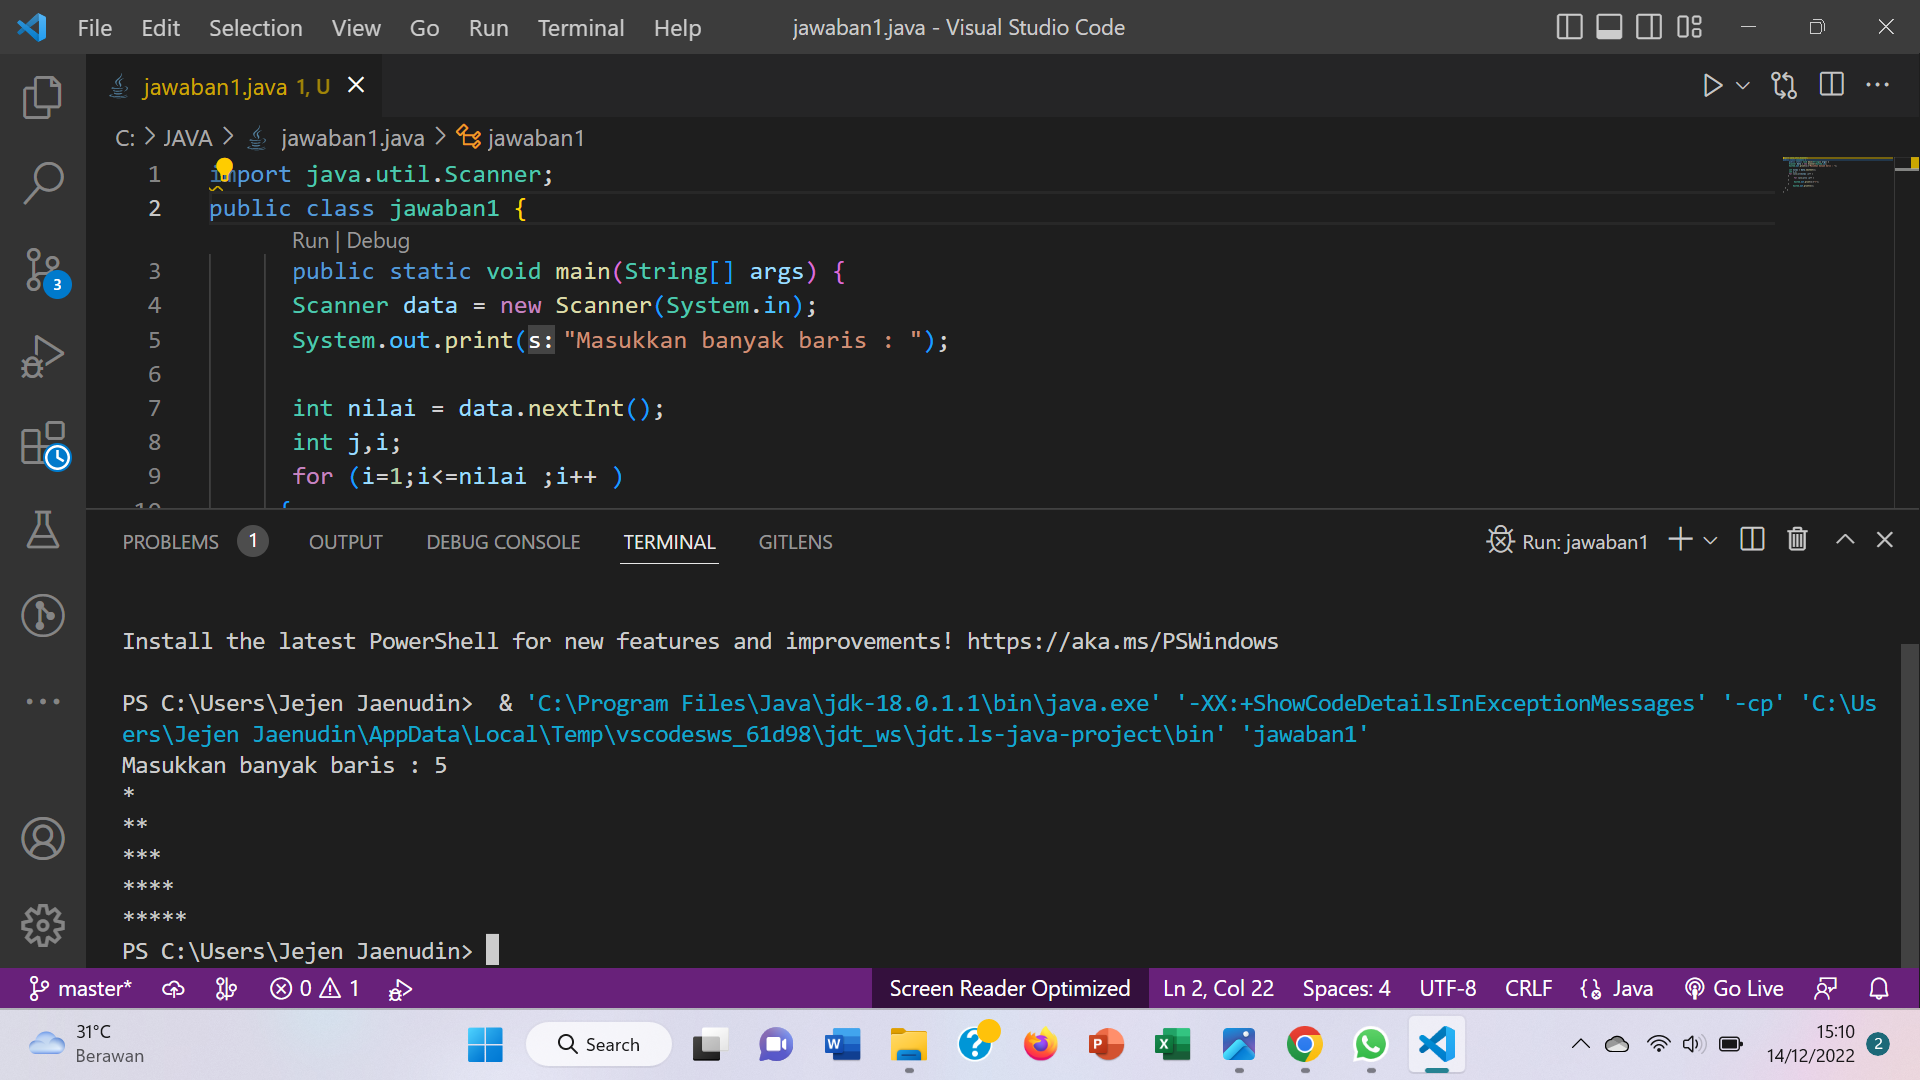 File Edit Selection View Go Run Terminal Help jawaban1.java - Visual Studio Code
jawaban1.java 1, U
C: > JAVA > jawaban1.java > jawaban1
1 import java.util.Scanner;
2 public class jawaban1 {
Run | Debug
3 public static void main(String[] args) {
4 Scanner data = new Scanner(System.in);
5 System.out.print(s: "Masukkan banyak baris : ");
6
7 int nilai = data.nextInt();
8 int j,i;
9 for (i=1;i<=nilai ;i++ )
10 {
3
PROBLEMS 1 OUTPUT DEBUG CONSOLE TERMINAL GITLENS Run: jawaban1
Install the latest PowerShell for new features and improvements! https://aka.ms/PSWindows
PS C:\Users\Jejen Jaenudin>  & 'C:\Program Files\Java\jdk-18.0.1.1\bin\java.exe' '-XX:+ShowCodeDetailsInExceptionMessages' '-cp' 'C:\Us
ers\Jejen Jaenudin\AppData\Local\Temp\vscodesws_61d98\jdt_ws\jdt.ls-java-project\bin' 'jawaban1'
Masukkan banyak baris : 5
*
**
***
****
*****
PS C:\Users\Jejen Jaenudin>
master* 0 1 Screen Reader Optimized Ln 2, Col 22 Spaces: 4 UTF-8 CRLF Java Go Live
31°C
Berawan
Search
15:10
14/12/2022
2